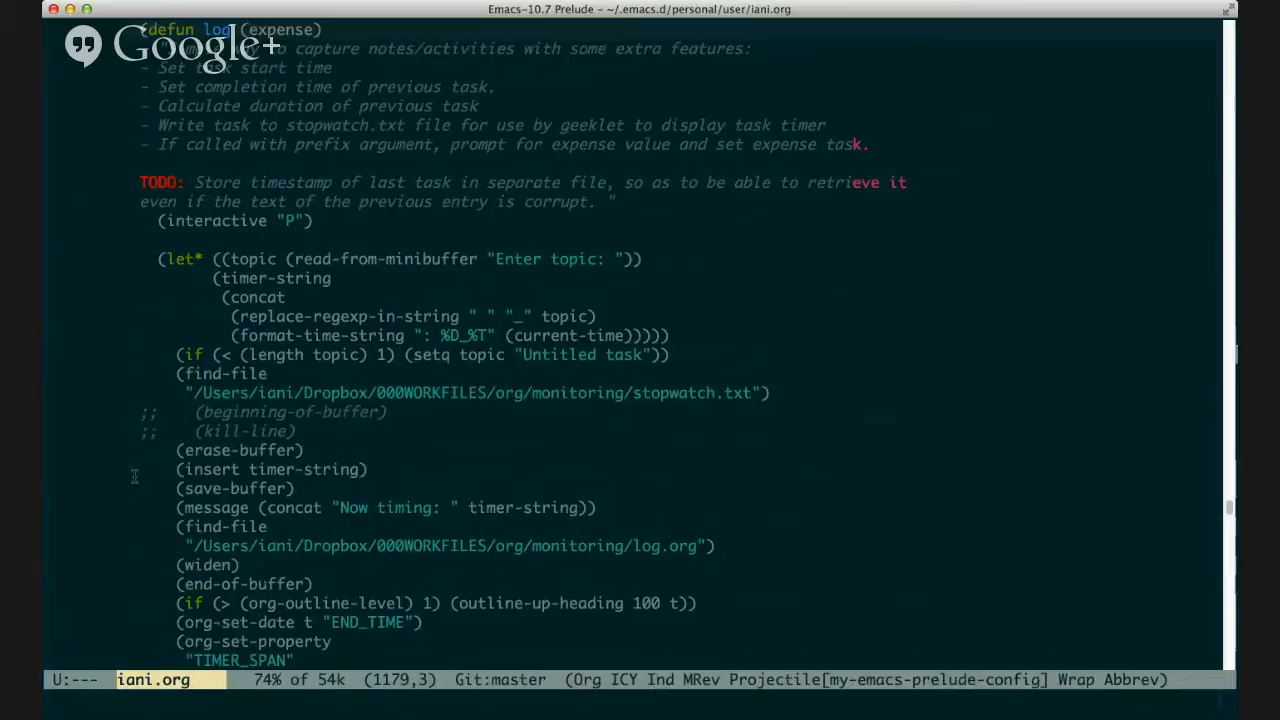 Emacs-10.7 Prelude – ~/.emacs.d/personal/user/iani.org
(defun log (expense)
Google+
to capture notes/activities with some extra features:
- Set task start time
- Set completion time of previous task.
- Calculate duration of previous task
- Write task to stopwatch.txt file for use by geeklet to display task timer
- If called with prefix argument, prompt for expense value and set expense task.
TODO: Store timestamp of last task in separate file, so as to be able to retrieve it
even if the text of the previous entry is corrupt. "
(interactive "P")
(let* ((topic (read-from-minibuffer "Enter topic: "))
(timer-string
(concat
(replace-regexp-in-string " " "_" topic)
(format-time-string ": %D_%T" (current-time)))))
(if (< (length topic) 1) (setq topic "Untitled task"))
(find-file
"/Users/iani/Dropbox/000WORKFILES/org/monitoring/stopwatch.txt")
;; (beginning-of-buffer)
;; (kill-line)
(erase-buffer)
(insert timer-string)
(save-buffer)
(message (concat "Now timing: " timer-string))
(find-file
"/Users/iani/Dropbox/000WORKFILES/org/monitoring/log.org")
(widen)
(end-of-buffer)
(if (> (org-outline-level) 1) (outline-up-heading 100 t))
(org-set-date t "END_TIME")
(org-set-property
"TIMER_SPAN"
U:--- iani.org 74% of 54k (1179,3) Git:master (Org ICY Ind MRev Projectile[my-emacs-prelude-config] Wrap Abbrev)